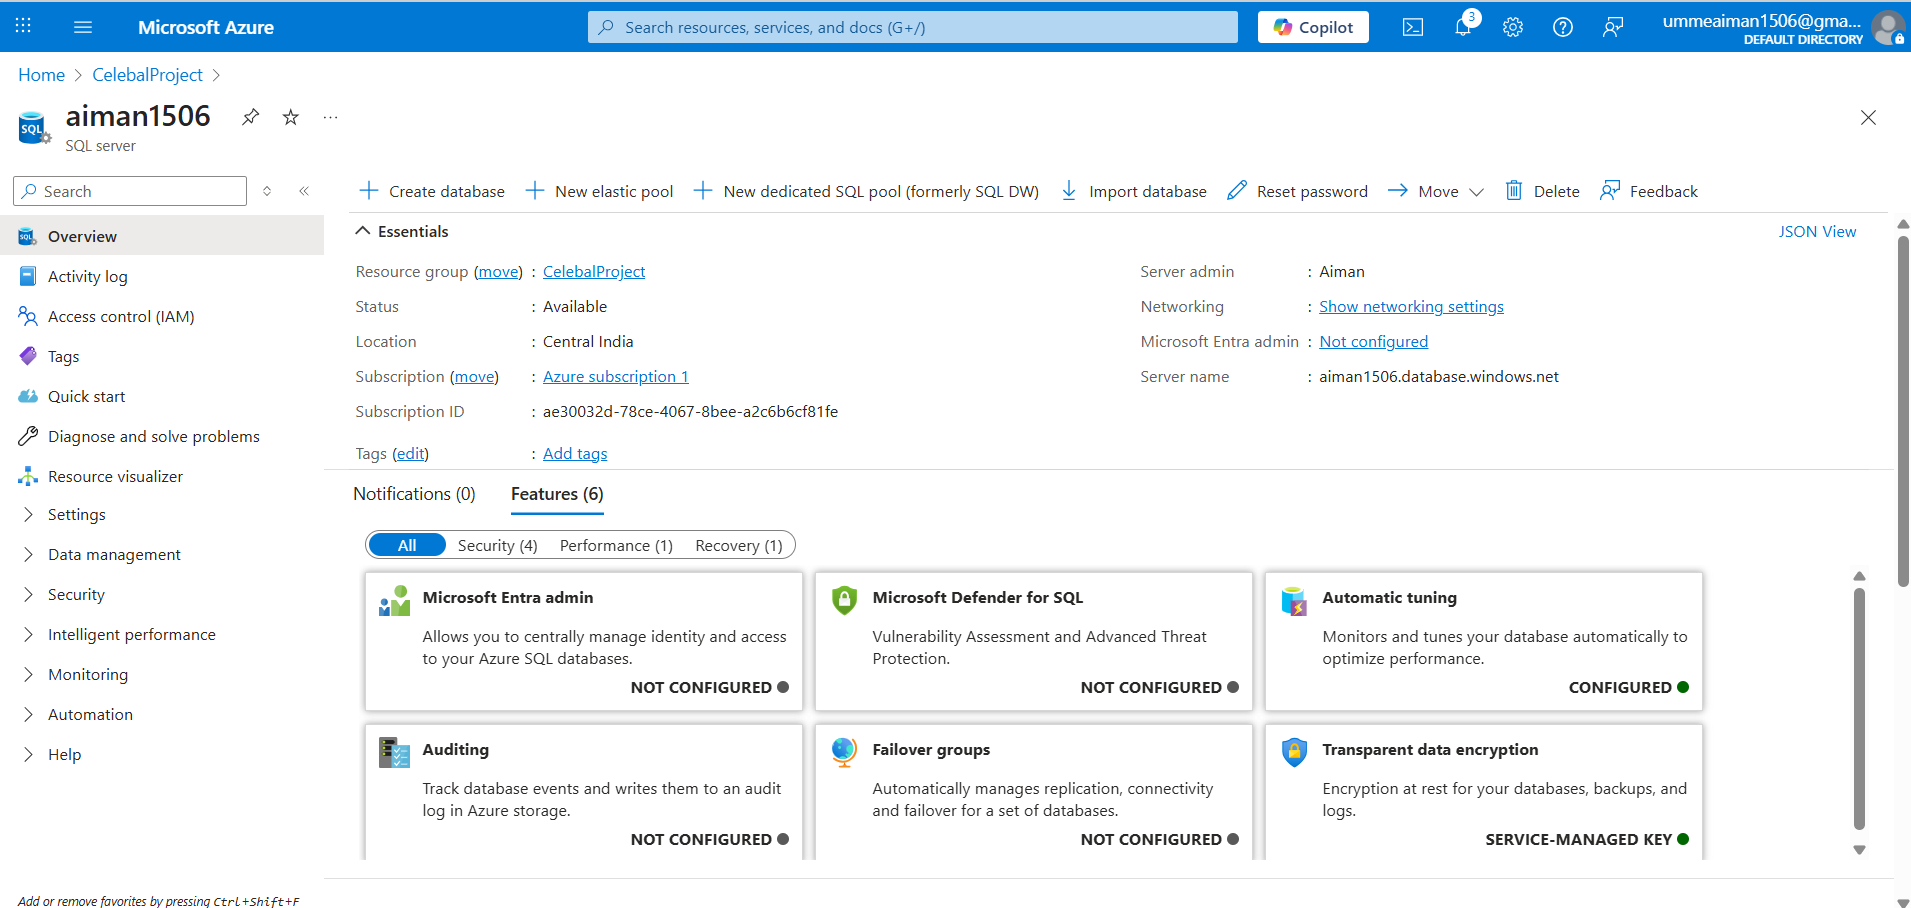 Microsoft Azure
Search resources, services, and docs (G+/)
Copilot
3
ummeaiman1506@gma...
DEFAULT DIRECTORY
Home > CelebalProject >
SQL
aiman1506
SQL server
Search
Create database
New elastic pool
New dedicated SQL pool (formerly SQL DW)
Import database
Reset password
Move
Delete
Feedback
Overview
Activity log
Access control (IAM)
Tags
Quick start
Diagnose and solve problems
Resource visualizer
Settings
Data management
Security
Intelligent performance
Monitoring
Automation
Help
Add or remove favorites by pressing Ctrl+Shift+F
Essentials
JSON View
Resource group (move) : CelebalProject
Status : Available
Location : Central India
Subscription (move) : Azure subscription 1
Subscription ID : ae30032d-78ce-4067-8bee-a2c6b6cf81fe
Tags (edit) : Add tags
Server admin : Aiman
Networking : Show networking settings
Microsoft Entra admin : Not configured
Server name : aiman1506.database.windows.net
Notifications (0)
Features (6)
All
Security (4)
Performance (1)
Recovery (1)
Microsoft Entra admin
Allows you to centrally manage identity and access
to your Azure SQL databases.
NOT CONFIGURED
Microsoft Defender for SQL
Vulnerability Assessment and Advanced Threat
Protection.
NOT CONFIGURED
Automatic tuning
Monitors and tunes your database automatically to
optimize performance.
CONFIGURED
Auditing
Track database events and writes them to an audit
log in Azure storage.
NOT CONFIGURED
Failover groups
Automatically manages replication, connectivity
and failover for a set of databases.
NOT CONFIGURED
Transparent data encryption
Encryption at rest for your databases, backups, and
logs.
SERVICE-MANAGED KEY